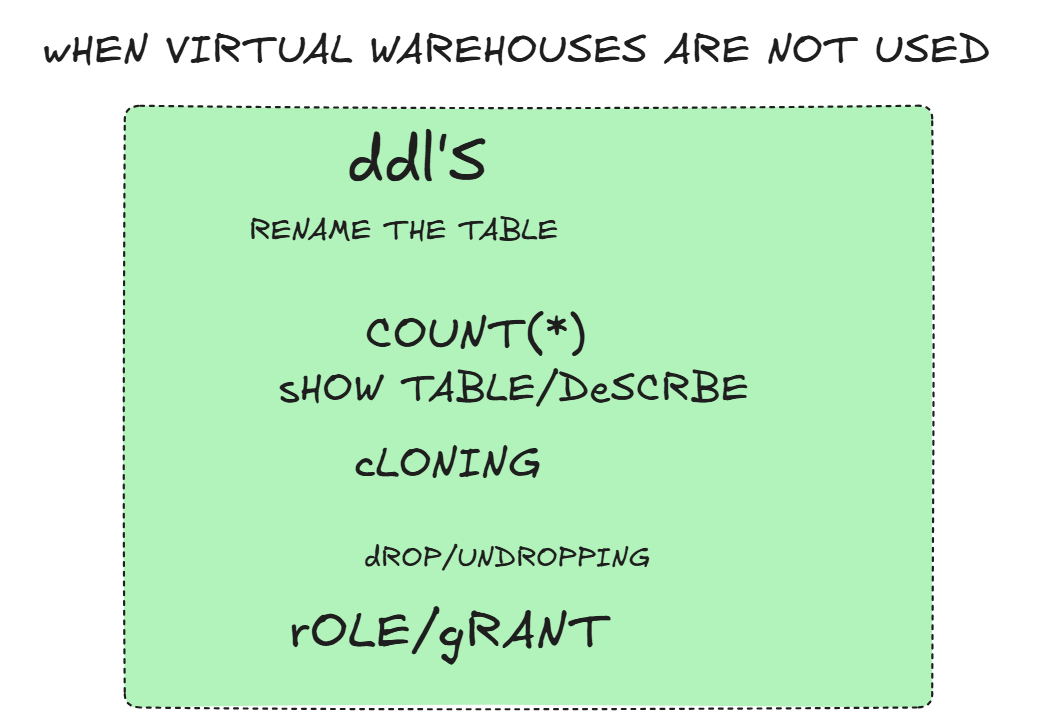 wHEN VIRTUAL WAREHOUSES ARE NOT USED
ddl'S
RENAME THE TABLE
COUNT(*)
sHOW TABLE/DeSCRBE
cLONING
dROP/UNDROPPING
rOLE/gRANT